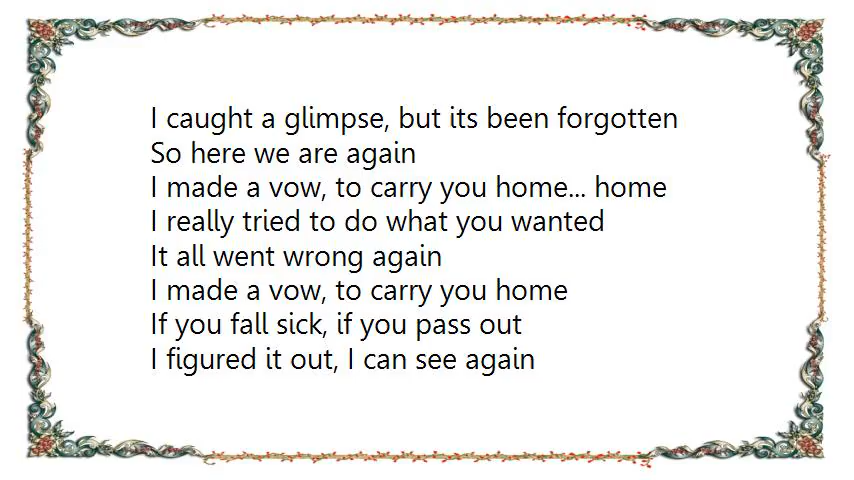 I caught a glimpse, but its been forgotten
So here we are again
I made a vow, to carry you home... home
I really tried to do what you wanted
It all went wrong again
I made a vow, to carry you home
If you fall sick, if you pass out
I figured it out, I can see again